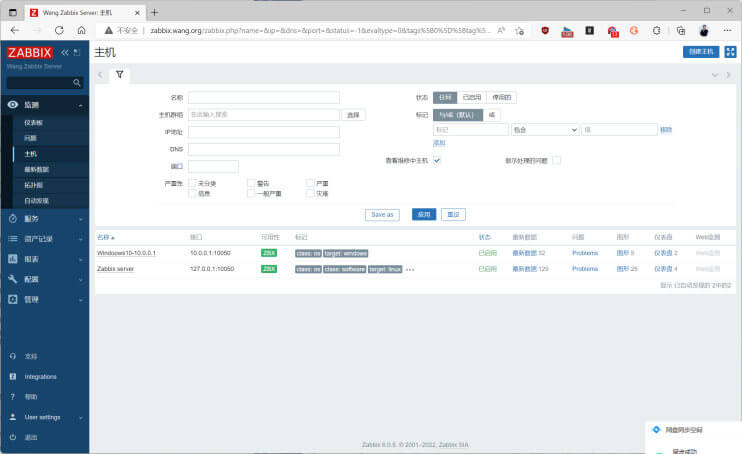 Wang Zabbix Server: 主机
不安全 zabbix.wang.org/zabbix.php?name=&ip=&dns=&port=&status=-1&evaltype=0&tags%5B0%5D%5Btag%5...
ZABBIX
Wang Zabbix Server
监测
仪表板
问题
主机
最新数据
拓扑图
自动发现
服务
资产记录
报表
配置
管理
支持
Integrations
帮助
User settings
退出
主机
创建主机
名称
主机群组 在此输入搜索 选择
IP地址
DNS
端口
严重性 未分类 警告 严重
信息 一般严重 灾难
状态 任何 已启用 停用的
标记 与/或（默认） 或
标记 包含 值 移除
添加
查看维修中主机 显示处理的问题
Save as 应用 重设
名称 接口 可用性 标记 状态 最新数据 问题 图形 仪表盘 Web监测
Windoows10-10.0.0.1 10.0.0.1:10050 ZBX class: os target: windows 已启用 最新数据 32 Problems 图形 5 仪表盘 2 Web监测
Zabbix server 127.0.0.1:10050 ZBX class: os class: software target: linux 已启用 最新数据 129 Problems 图形 25 仪表盘 4 Web监测
显示 已自动发现的 2中的2
Zabbix 6.0.5. © 2001–2022, Zabbix SIA
网盘同步空间